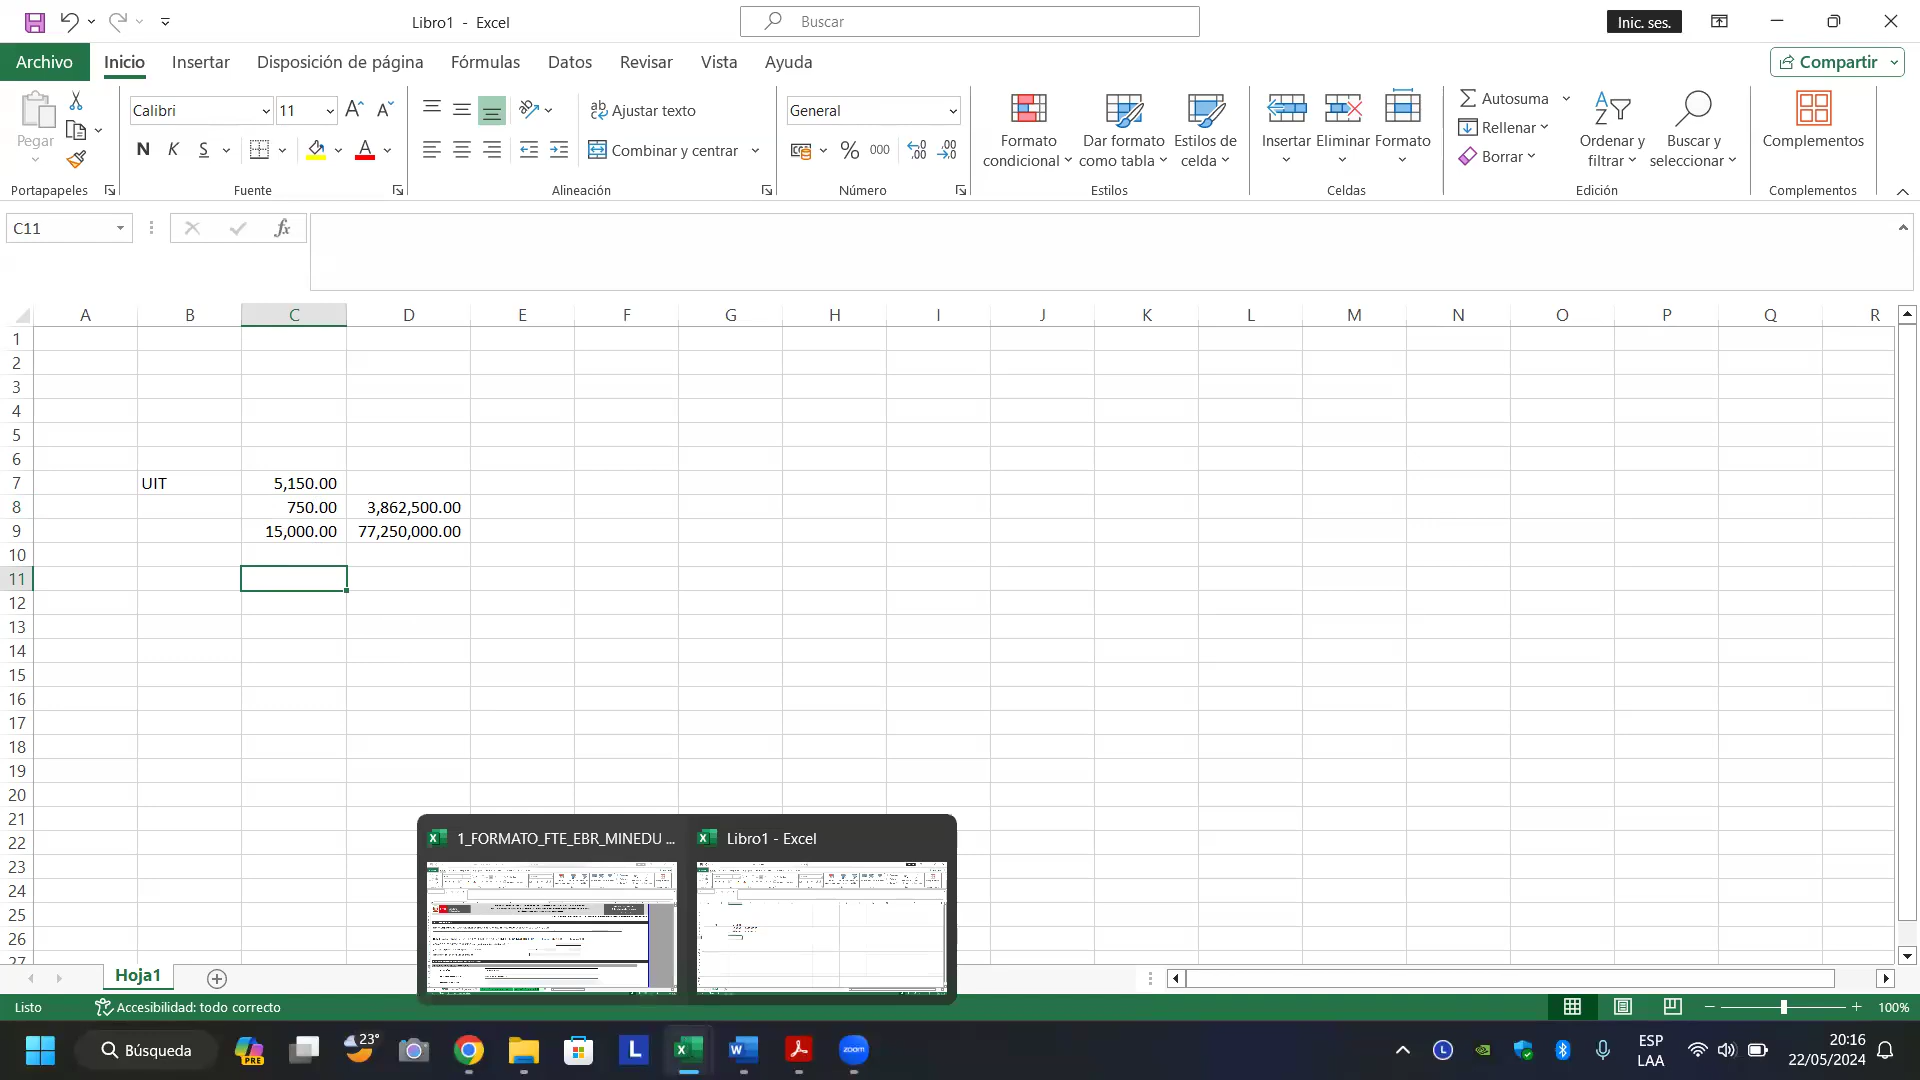 Libro1 - Excel
Buscar
Inic. ses.
Archivo
Inicio
Insertar
Disposición de página
Fórmulas
Datos
Revisar
Vista
Ayuda
Compartir
Pegar
Portapapeles
Calibri
11
N K S
Fuente
Ajustar texto
Combinar y centrar
Alineación
General
% 000
Número
Formato condicional
Dar formato como tabla
Estilos de celda
Estilos
Insertar
Eliminar
Formato
Celdas
Autosuma
Rellenar
Borrar
Ordenar y filtrar
Buscar y seleccionar
Edición
Complementos
Complementos
C11
fx
A B C D E F G H I J K L M N O P Q R
1
2
3
4
5
6
7 UIT 5,150.00
8 750.00 3,862,500.00
9 15,000.00 77,250,000.00
10
11
12
13
14
15
16
17
18
19
20
21
22
23
24
25
26
27
1_FORMATO_FTE_EBR_MINEDU ...
Libro1 - Excel
Hoja1
Listo
Accesibilidad: todo correcto
100%
Búsqueda
PRE
23°
L
zoom
ESP
LAA
20:16
22/05/2024